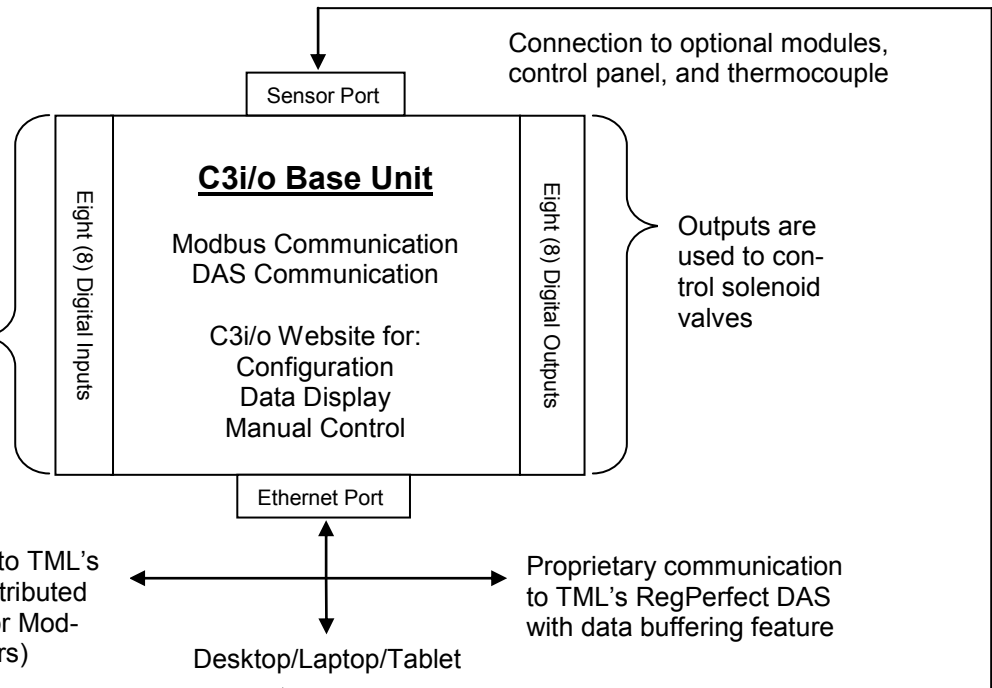 Connection to optional modules,
control panel, and thermocouple
Sensor Port
C3i/o Base Unit
Modbus Communication
DAS Communication
C3i/o Website for:
Configuration
Data Display
Manual Control
Eight (8) Digital Inputs
Eight (8) Digital Outputs
Outputs are
used to con-
trol solenoid
valves
Ethernet Port
to TML's
tributed
or Mod-
rs)
Proprietary communication
to TML's RegPerfect DAS
with data buffering feature
Desktop/Laptop/Tablet